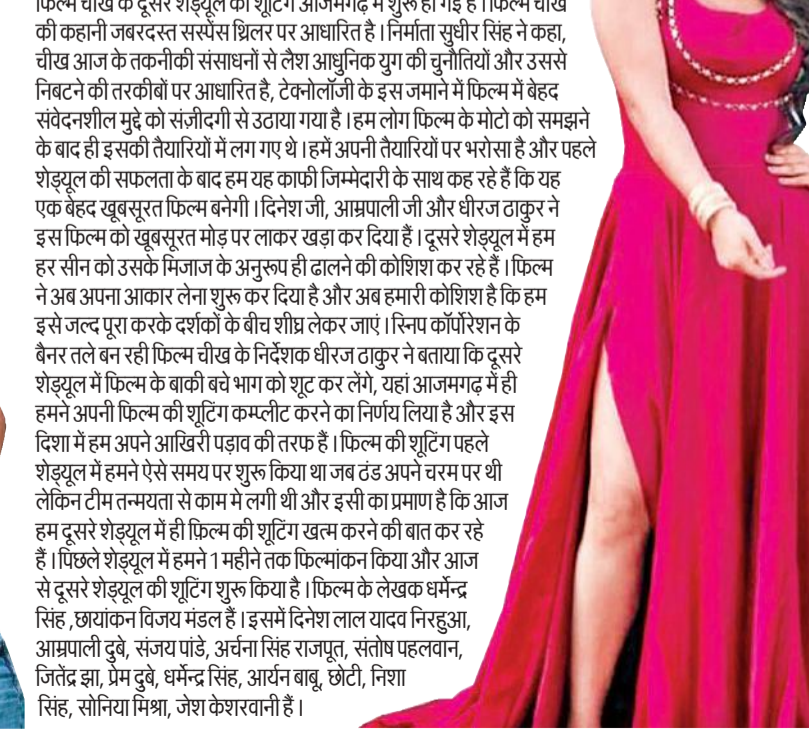 फिल्म चीख के दूसरे शेड्यूल की शूटिंग आजमगढ़ में शुरू हो गई है । फिल्म चीख
की कहानी जबरदस्त सस्पेंस थ्रिलर पर आधारित है । निर्माता सुधीर सिंह ने कहा,
चीख आज के तकनीकी संसाधनों से लैश आधुनिक युग की चुनौतियों और उससे
निबटने की तरकीबों पर आधारित है, टेक्नोलॉजी के इस जमाने में फिल्म में बेहद
संवेदनशील मुद्दे को संज़ीदगी से उठाया गया है । हम लोग फिल्म के मोटो को समझने
के बाद ही इसकी तैयारियों में लग गए थे । हमें अपनी तैयारियों पर भरोसा है और पहले
शेड्यूल की सफलता के बाद हम यह काफी जिम्मेदारी के साथ कह रहे हैं कि यह
एक बेहद खूबसूरत फिल्म बनेगी । दिनेश जी, आम्रपाली जी और धीरज ठाकुर ने
इस फिल्म को खूबसूरत मोड़ पर लाकर खड़ा कर दिया हैं । दूसरे शेड्यूल में हम
हर सीन को उसके मिजाज के अनुरूप ही ढालने की कोशिश कर रहे हैं । फिल्म
ने अब अपना आकार लेना शुरू कर दिया है और अब हमारी कोशिश है कि हम
इसे जल्द पूरा करके दर्शकों के बीच शीघ्र लेकर जाएं । स्निप कॉर्पोरेशन के
बैनर तले बन रही फिल्म चीख के निर्देशक धीरज ठाकुर ने बताया कि दूसरे
शेड्यूल में फिल्म के बाकी बचे भाग को शूट कर लेंगे, यहां आजमगढ़ में ही
हमने अपनी फिल्म की शूटिंग कम्प्लीट करने का निर्णय लिया है और इस
दिशा में हम अपने आखिरी पड़ाव की तरफ हैं । फिल्म की शूटिंग पहले
शेड्यूल में हमने ऐसे समय पर शुरू किया था जब ठंड अपने चरम पर थी
लेकिन टीम तन्मयता से काम मे लगी थी और इसी का प्रमाण है कि आज
हम दूसरे शेड्यूल में ही फ़िल्म की शूटिंग खत्म करने की बात कर रहे
हैं । पिछले शेड्यूल में हमने 1 महीने तक फिल्मांकन किया और आज
से दूसरे शेड्यूल की शूटिंग शुरू किया है । फिल्म के लेखक धर्मेन्द्र
सिंह ,छायांकन विजय मंडल हैं । इसमें दिनेश लाल यादव निरहुआ,
आम्रपाली दुबे, संजय पांडे, अर्चना सिंह राजपूत, संतोष पहलवान,
जितेंद्र झा, प्रेम दुबे, धर्मेन्द्र सिंह, आर्यन बाबू, छोटी, निशा
सिंह, सोनिया मिश्रा, जेश केशरवानी हैं ।